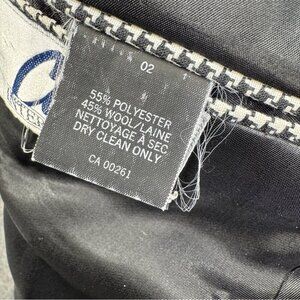 02
55% POLYESTER
45% WOOL/LAINE
NETTOYAGE À SEC
DRY CLEAN ONLY
CA 00261